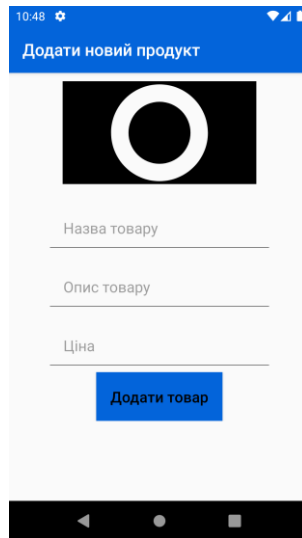 10:48
Додати новий продукт
Назва товару
Опис товару
Ціна
Додати товар